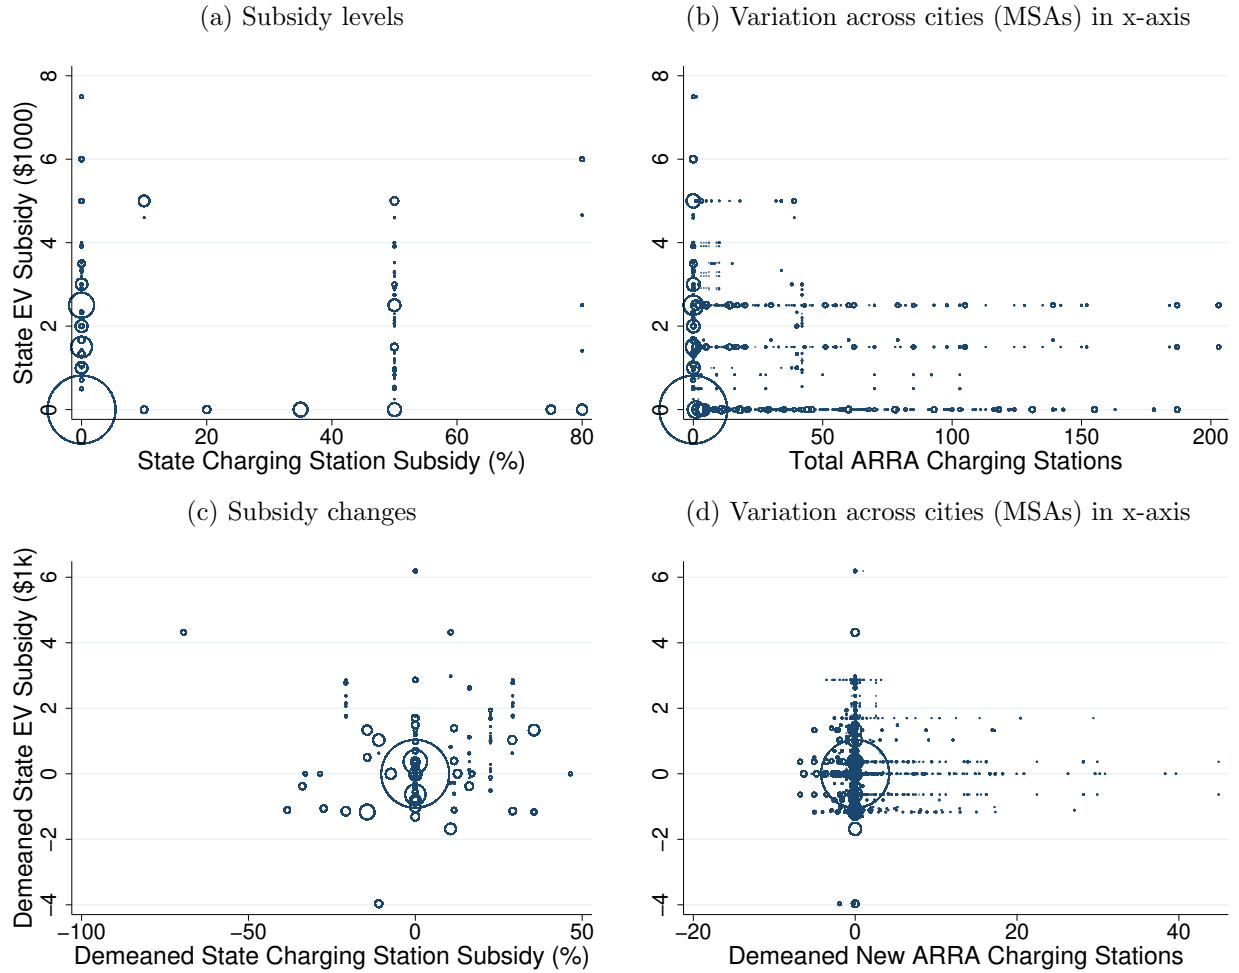 (a) Subsidy levels
(b) Variation across cities (MSAs) in x-axis
State EV Subsidy ($1000)
8
6
4
2
0
0 20 40 60 80
State Charging Station Subsidy (%)
8
6
4
2
0
0 50 100 150 200
Total ARRA Charging Stations
(c) Subsidy changes
(d) Variation across cities (MSAs) in x-axis
Demeaned State EV Subsidy ($1k)
6
4
2
0
−2
−4
−100 −50 0 50
Demeaned State Charging Station Subsidy (%)
6
4
2
0
−2
−4
−20 0 20 40
Demeaned New ARRA Charging Stations